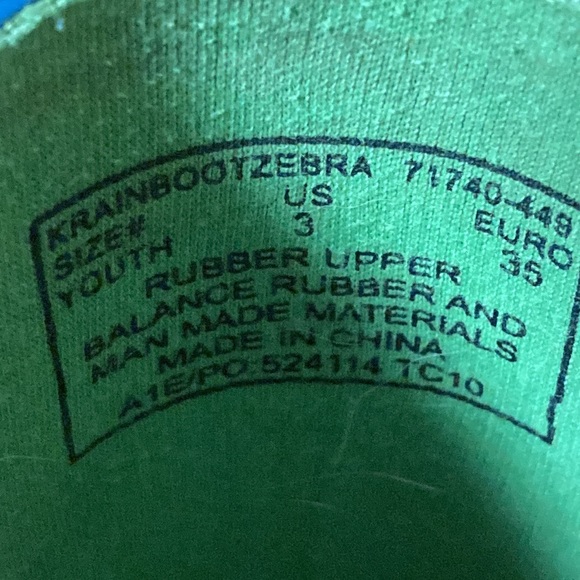 KRAINBOOTZEBRA 71740-449
SIZE# US EURO
YOUTH 3 35
RUBBER UPPER
BALANCE RUBBER AND
MAN MADE MATERIALS
MADE IN CHINA
A1E/PO:524114 TC10